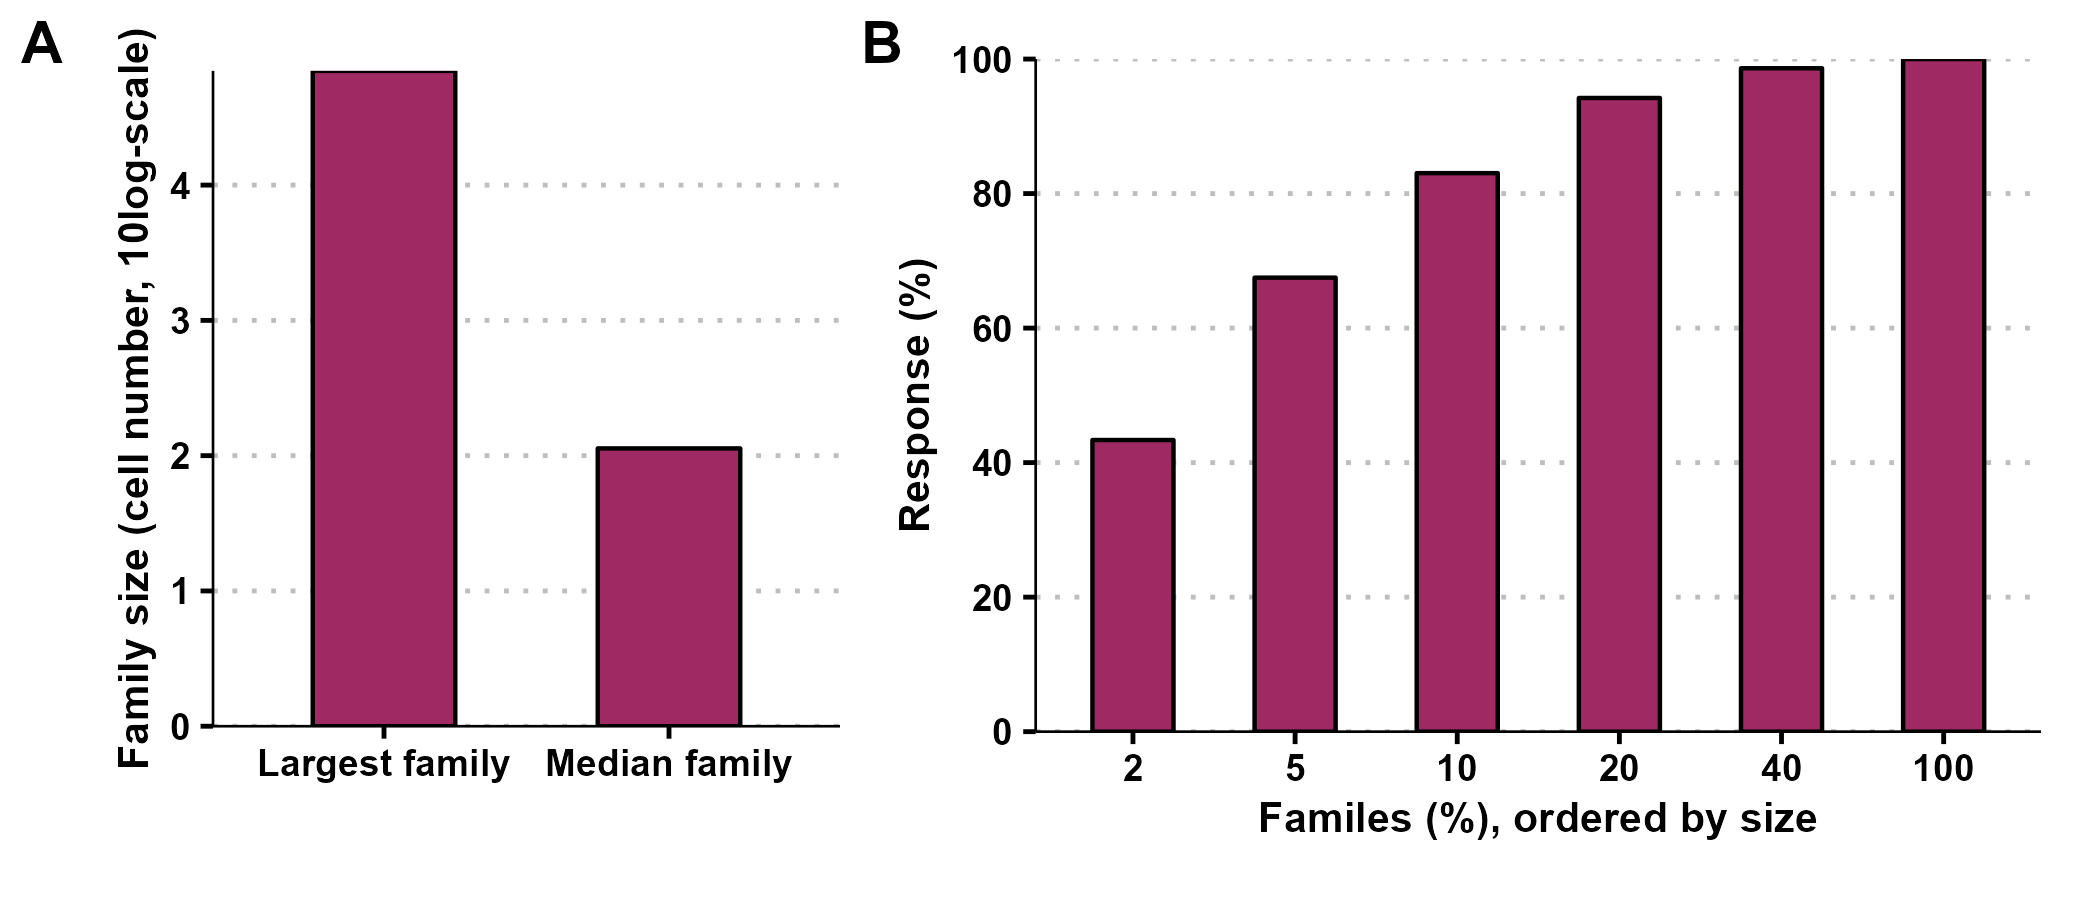 A
Family size (cell number, 10log-scale)
4
3
2
1
0
Largest family
Median family
B
Response (%)
100
80
60
40
20
0
2
5
10
20
40
100
Familes (%), ordered by size